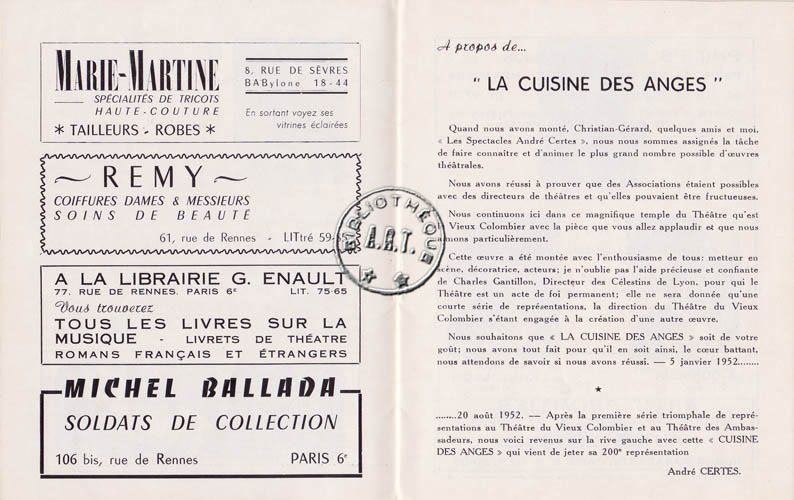 MARIE-MARTINE
SPÉCIALITÉS DE TRICOTS
HAUTE-COUTURE
* TAILLEURS - ROBES *
8, RUE DE SÈVRES
BABylone 18-44
En sortant voyez ses
vitrines éclairées
REMY
COIFFURES DAMES & MESSIEURS
SOINS DE BEAUTÉ
61, rue de Rennes - LITtré 59-
A LA LIBRAIRIE G. ENAULT
77, RUE DE RENNES, PARIS 6E LIT. 75-65
Vous trouverez
TOUS LES LIVRES SUR LA
MUSIQUE - LIVRETS DE THÉATRE
ROMANS FRANÇAIS ET ÉTRANGERS
MICHEL BALLADA
SOLDATS DE COLLECTION
106 bis, rue de Rennes PARIS 6e
BIBLIOTHÈQUE
A.R.T.
A propos de...
" LA CUISINE DES ANGES "
Quand nous avons monté, Christian-Gérard, quelques amis et moi,
« Les Spectacles André Certes », nous nous sommes assignés la tâche
de faire connaître et d'animer le plus grand nombre possible d'œuvres
théâtrales.
Nous avons réussi à prouver que des Associations étaient possibles
avec des directeurs de théâtres et qu'elles pouvaient être fructueuses.
Nous continuons ici dans ce magnifique temple du Théâtre qu'est
Vieux Colombier avec la pièce que vous allez applaudir et que nous
aimons particulièrement.
Cette œuvre a été montée avec l'enthousiasme de tous: metteur en
scène, décoratrice, acteurs; je n'oublie pas l'aide précieuse et confiante
de Charles Gantillon, Directeur des Célestins de Lyon, pour qui le
Théâtre est un acte de foi permanent; elle ne sera donnée qu'une
courte série de représentations, la direction du Théâtre du Vieux
Colombier s'étant engagée à la création d'une autre œuvre.
Nous souhaitons que « LA CUISINE DES ANGES » soit de votre
goût; nous avons tout fait pour qu'il en soit ainsi, le cœur battant,
nous attendons de savoir si nous avons réussi. — 5 janvier 1952........
........20 août 1952. — Après la première série triomphale de repré-
sentations au Théâtre du Vieux Colombier et au Théâtre des Ambas-
sadeurs, nous voici revenus sur la rive gauche avec cette « CUISINE
DES ANGES » qui vient de jeter sa 200e représentation
André CERTES.